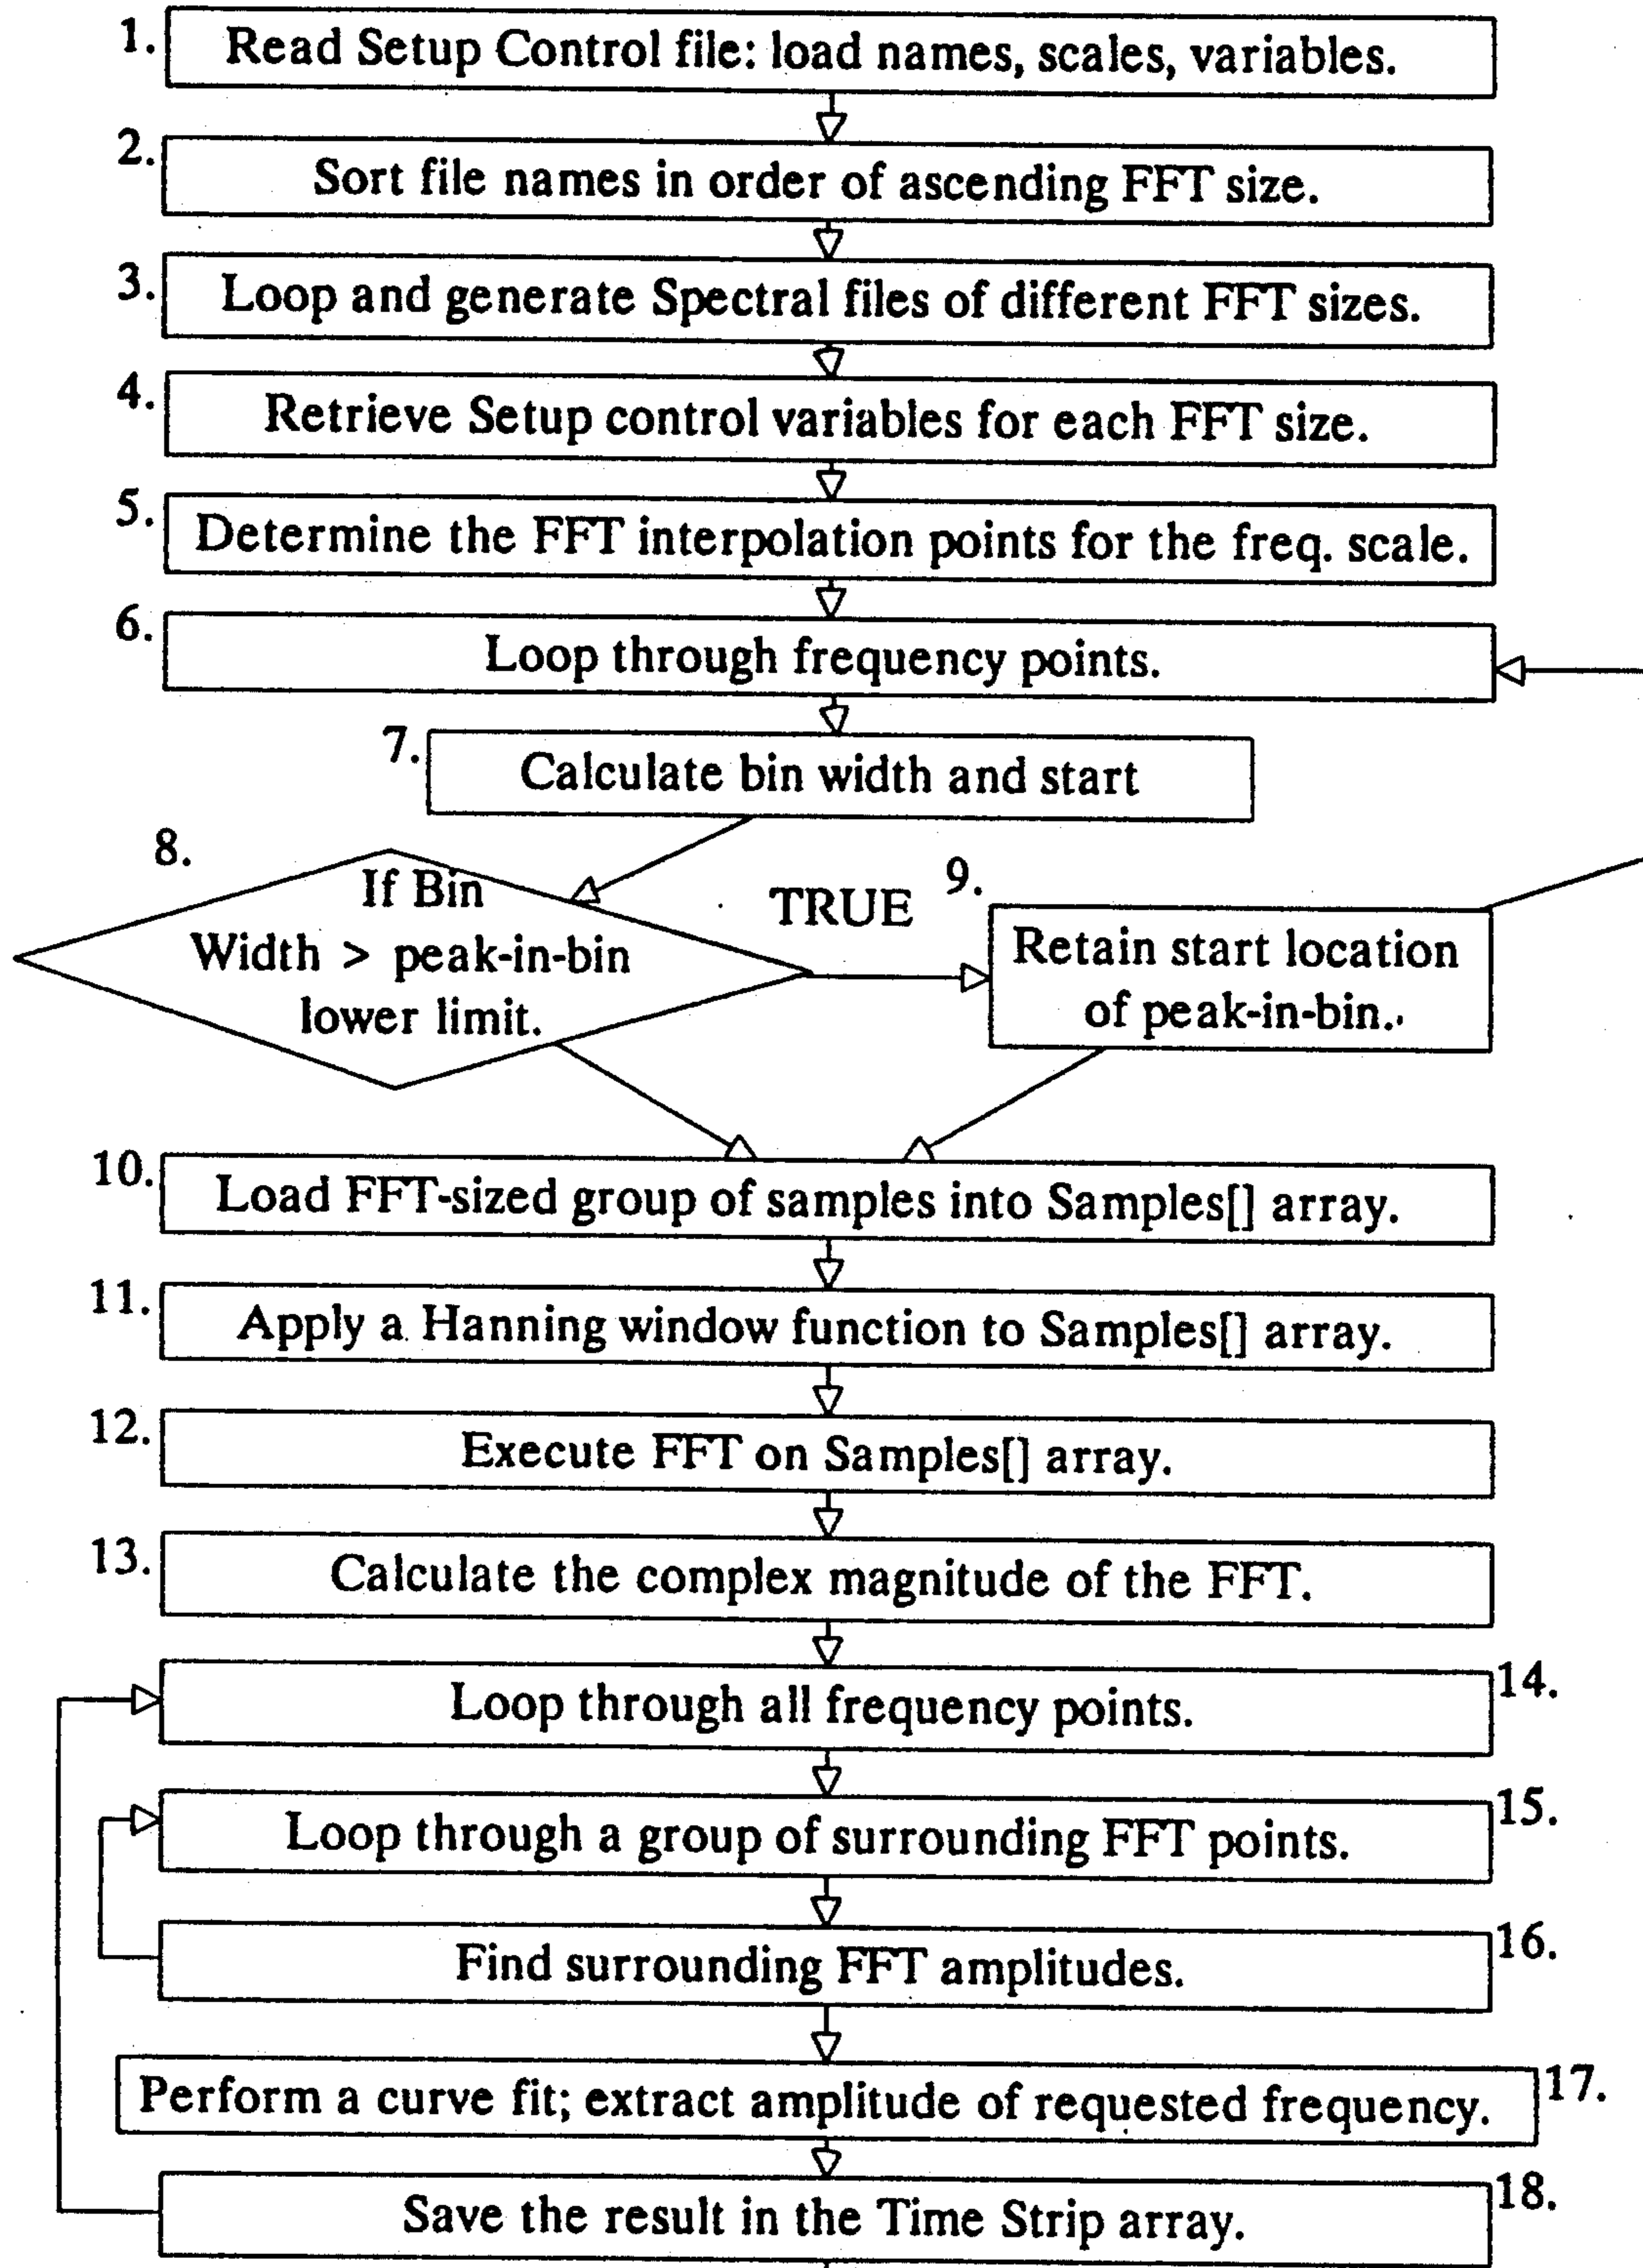 1. Read Setup Control file: load names, scales, variables.
2. Sort file names in order of ascending FFT size.
3. Loop and generate Spectral files of different FFT sizes.
4. Retrieve Setup control variables for each FFT size.
5. Determine the FFT interpolation points for the freq. scale.
6. Loop through frequency points.
7. Calculate bin width and start
8. If Bin
Width > peak-in-bin
lower limit.
TRUE
9. Retain start location
of peak-in-bin.
10. Load FFT-sized group of samples into Samples[] array.
11. Apply a Hanning window function to Samples[] array.
12. Execute FFT on Samples[] array.
13. Calculate the complex magnitude of the FFT.
Loop through all frequency points. 14.
Loop through a group of surrounding FFT points. 15.
Find surrounding FFT amplitudes. 16.
Perform a curve fit; extract amplitude of requested frequency. 17.
Save the result in the Time Strip array. 18.